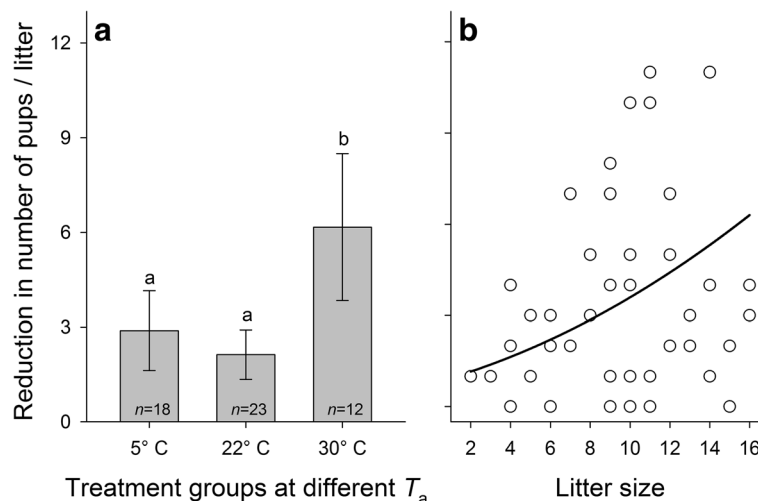 a
b
Reduction in number of pups / litter
12
9
6
3
0
a
a
b
n=18
n=23
n=12
5° C
22° C
30° C
2
4
6
8
10
12
14
16
Treatment groups at different Ta
Litter size